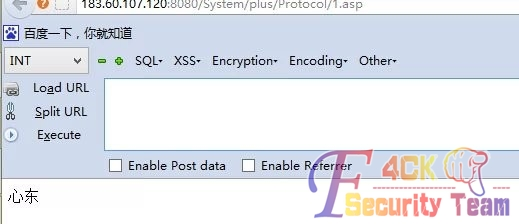 183.60.107.120:8080/System/plus/Protocol/1.asp
百度一下，你就知道
INT SQL▾ XSS▾ Encryption▾ Encoding▾ Other▾
Load URL
Split URL
Execute
Enable Post data Enable Referrer
心东
F4CK
Security Team